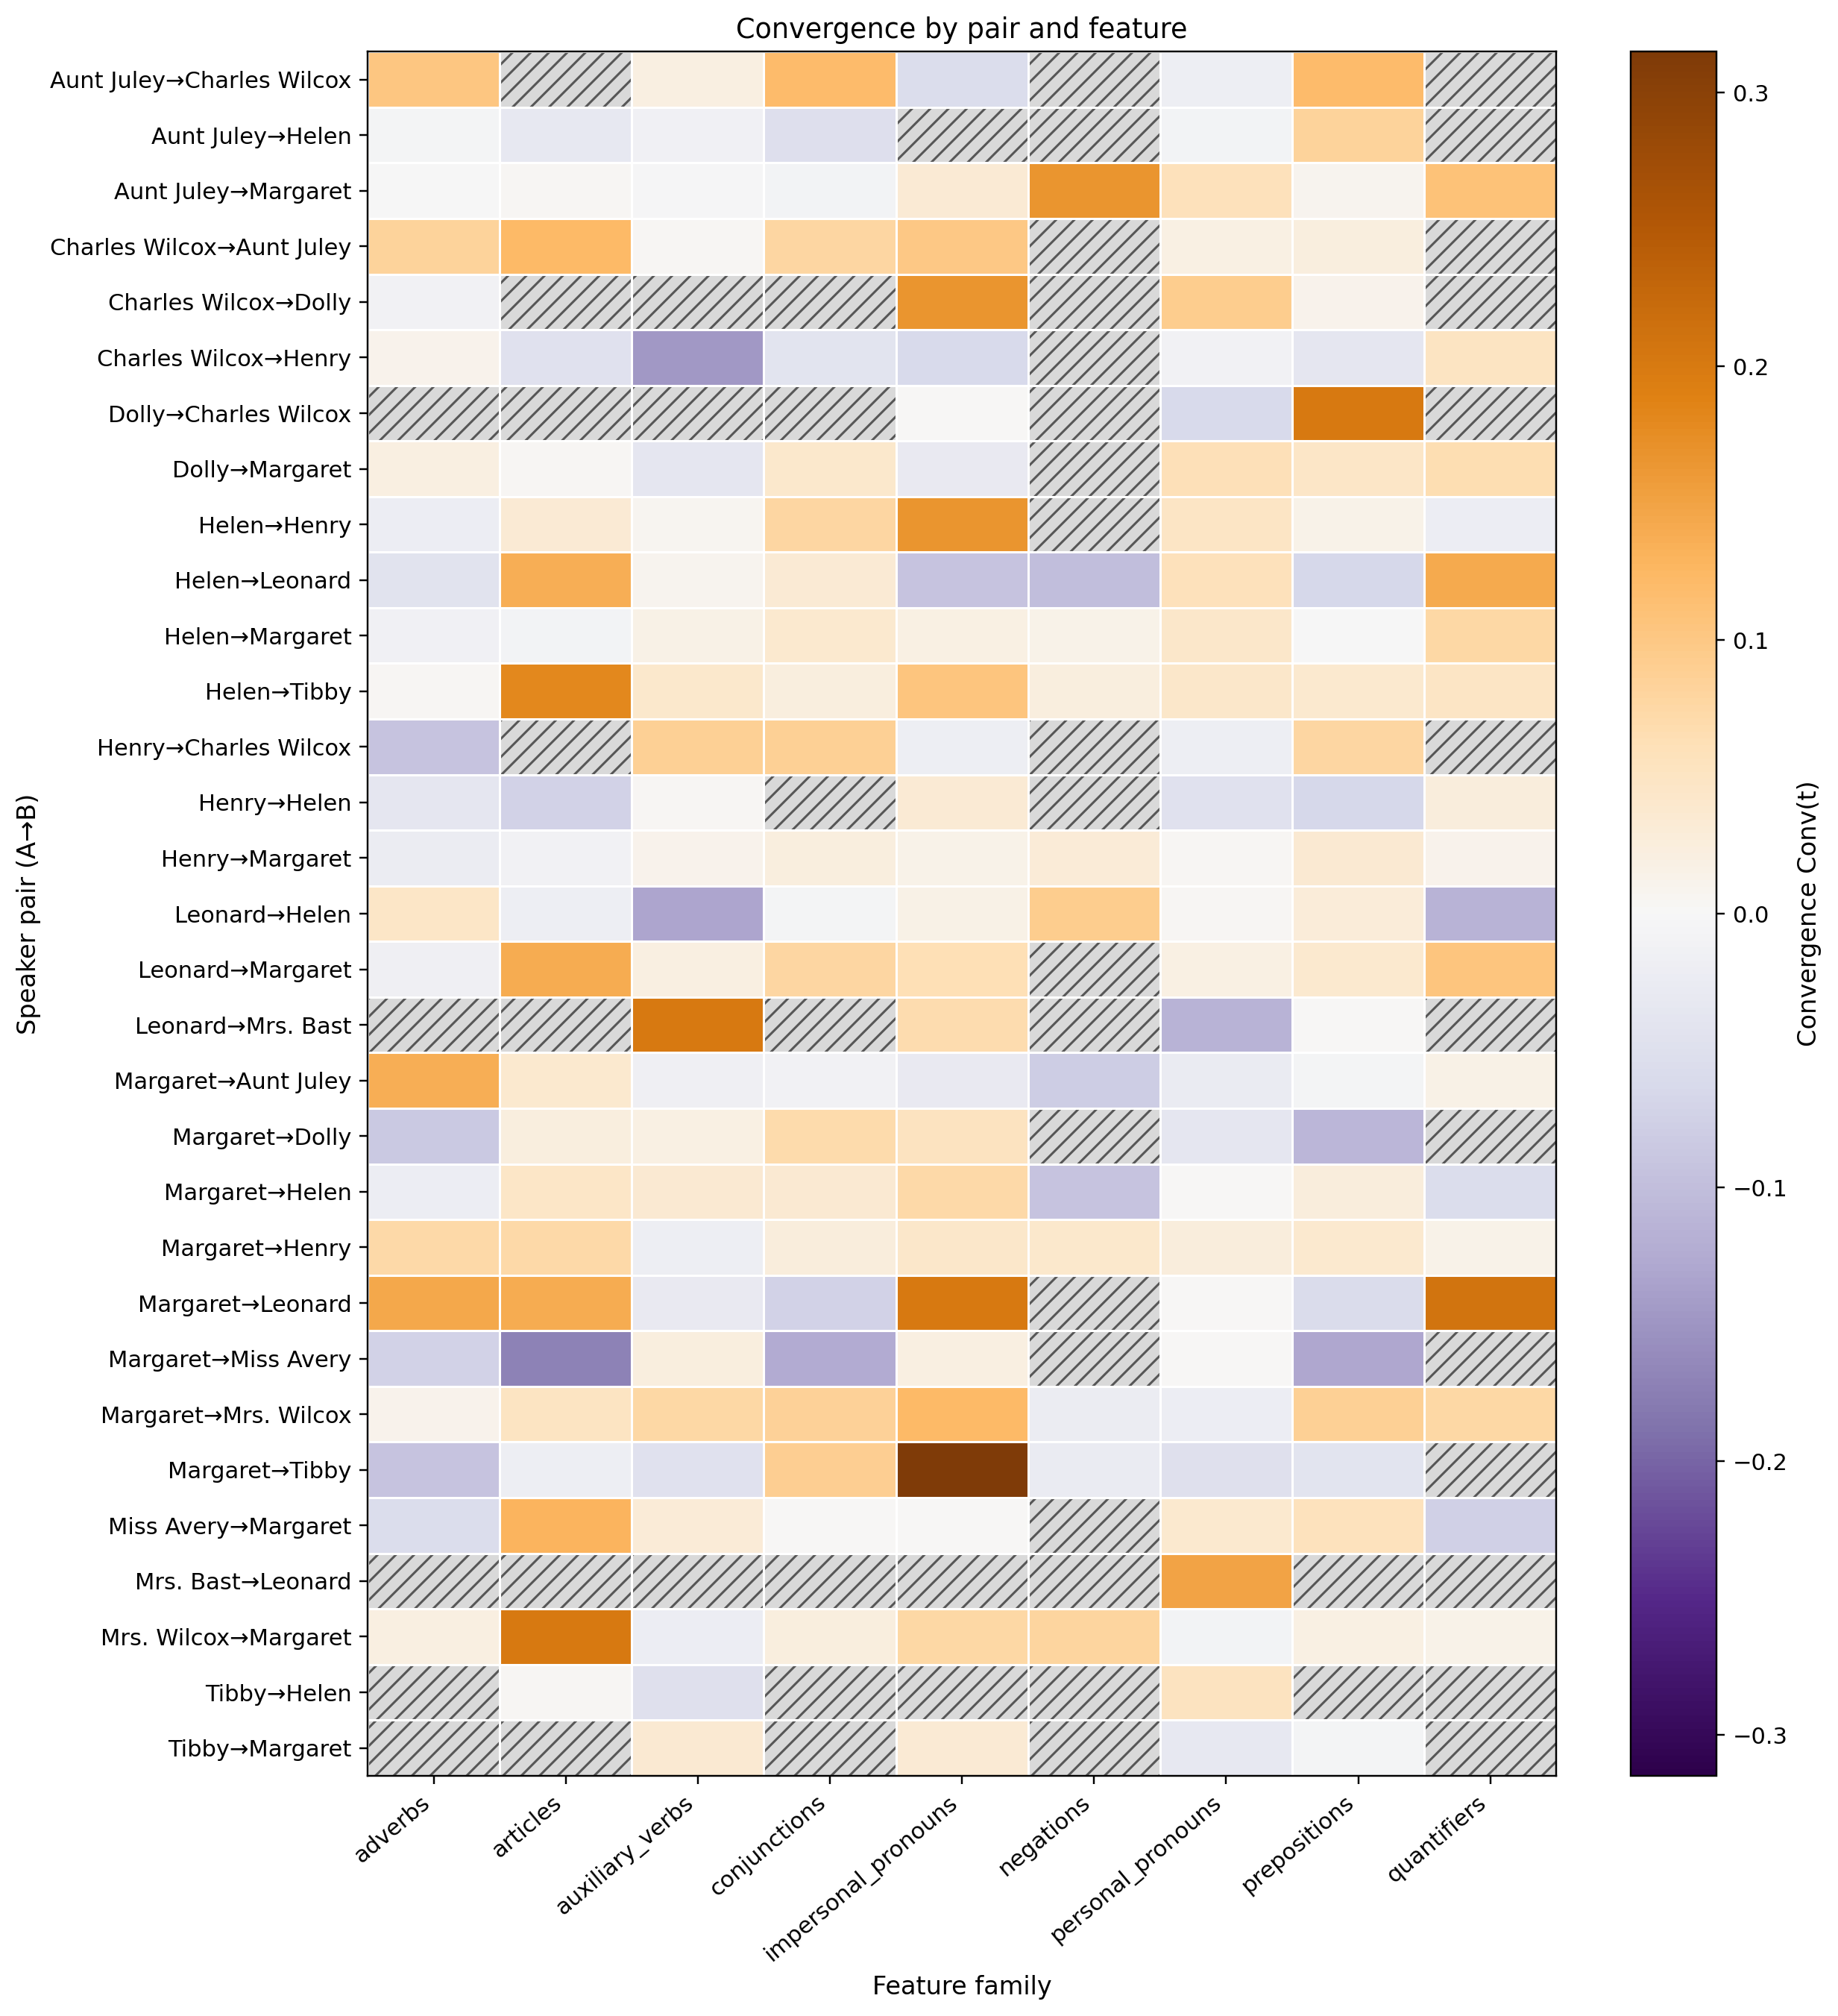 Convergence by pair and feature
Aunt Juley→Charles Wilcox
Aunt Juley→Helen
Aunt Juley→Margaret
Charles Wilcox→Aunt Juley
Charles Wilcox→Dolly
Charles Wilcox→Henry
Dolly→Charles Wilcox
Dolly→Margaret
Helen→Henry
Helen→Leonard
Helen→Margaret
Helen→Tibby
Henry→Charles Wilcox
Henry→Helen
Henry→Margaret
Leonard→Helen
Leonard→Margaret
Leonard→Mrs. Bast
Margaret→Aunt Juley
Margaret→Dolly
Margaret→Helen
Margaret→Henry
Margaret→Leonard
Margaret→Miss Avery
Margaret→Mrs. Wilcox
Margaret→Tibby
Miss Avery→Margaret
Mrs. Bast→Leonard
Mrs. Wilcox→Margaret
Tibby→Helen
Tibby→Margaret
Speaker pair (A→B)
adverbs
articles
auxiliary_verbs
conjunctions
impersonal_pronouns
negations
personal_pronouns
prepositions
quantifiers
Feature family
0.3
0.2
0.1
0.0
−0.1
−0.2
−0.3
Convergence Conv(t)